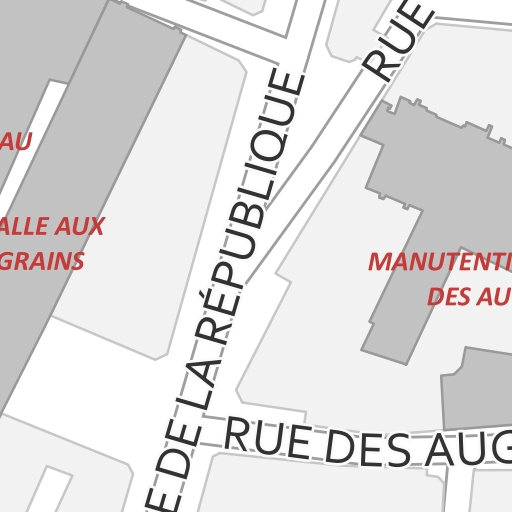 RUE
E DE LA RÉPUBLIQUE
AU
ALLE AUX
GRAINS
MANUTENTI
DES AU
RUE DES AUG